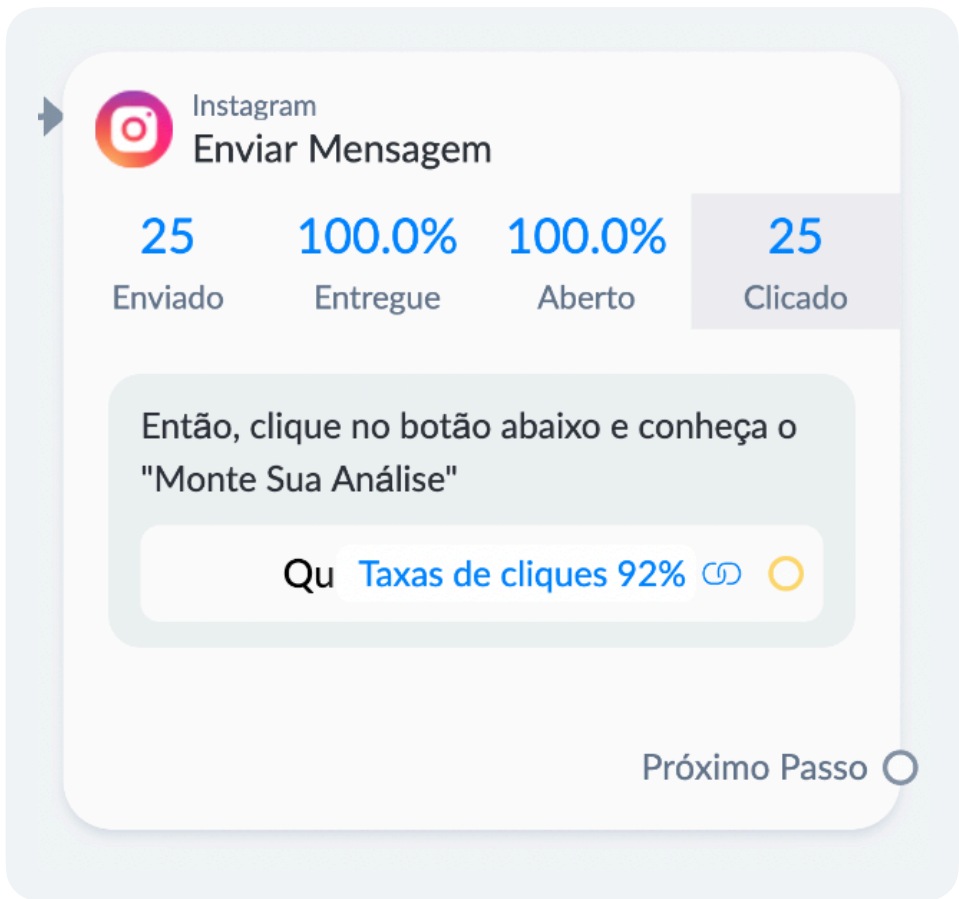 Instagram
Enviar Mensagem
25 100.0% 100.0% 25
Enviado Entregue Aberto Clicado
Então, clique no botão abaixo e conheça o
"Monte Sua Análise"
Qu Taxas de cliques 92%
Próximo Passo